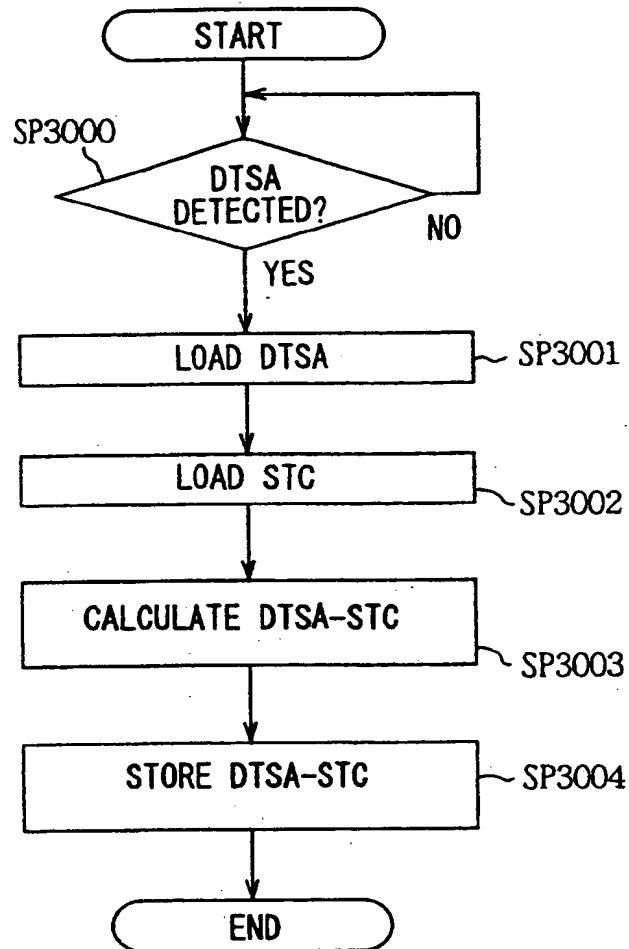 START
SP3000
DTSA
DETECTED?
NO
YES
LOAD DTSA
SP3001
LOAD STC
SP3002
CALCULATE DTSA-STC
SP3003
STORE DTSA-STC
SP3004
END